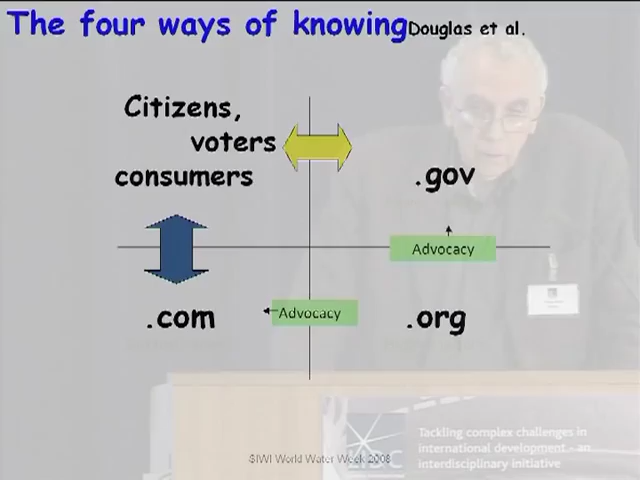 The four ways of knowing Douglas et al.
Citizens,
voters
consumers
.gov
Advocacy
.com
Advocacy
.org
Tackling complex challenges in
international development - an
interdisciplinary initiative
SIWI World Water Week 2008